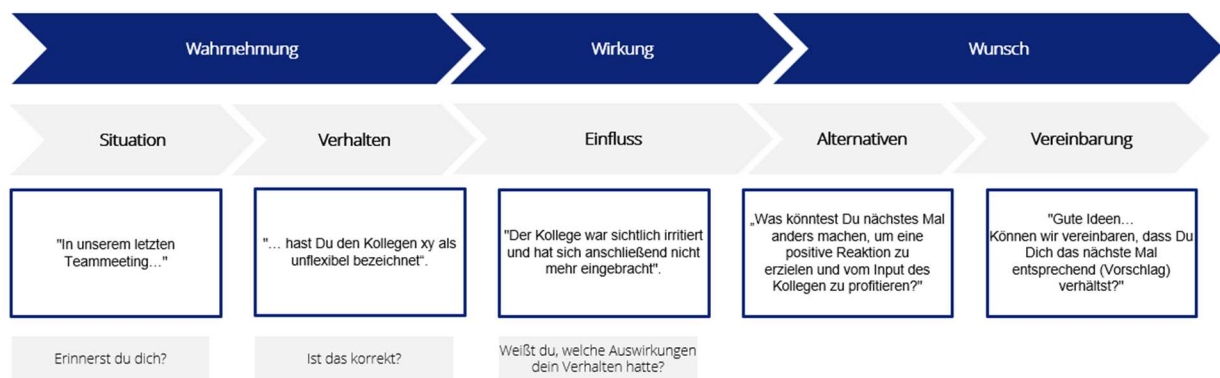 Wahrnehmung
Wirkung
Wunsch
Situation
Verhalten
Einfluss
Alternativen
Vereinbarung
"In unserem letzten
Teammeeting…"
"… hast Du den Kollegen xy als
unflexibel bezeichnet“.
"Der Kollege war sichtlich irritiert
und hat sich anschließend nicht
mehr eingebracht".
„Was könntest Du nächstes Mal
anders machen, um eine
positive Reaktion zu
erzielen und vom Input des
Kollegen zu profitieren?"
"Gute Ideen…
Können wir vereinbaren, dass Du
Dich das nächste Mal
entsprechend (Vorschlag)
verhältst?"
Erinnerst du dich?
Ist das korrekt?
Weißt du, welche Auswirkungen
dein Verhalten hatte?